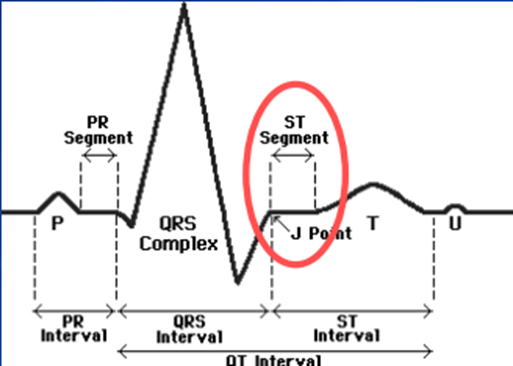 PR
Segment
ST
Segment
P
QRS
Complex
J Point
T
U
PR
Interval
QRS
Interval
ST
Interval
QT Interval